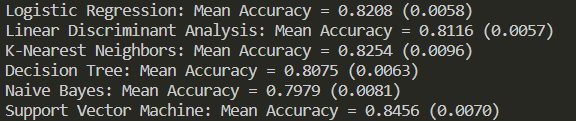 Logistic Regression: Mean Accuracy = 0.8208 (0.0058)
Linear Discriminant Analysis: Mean Accuracy = 0.8116 (0.0057)
K-Nearest Neighbors: Mean Accuracy = 0.8254 (0.0096)
Decision Tree: Mean Accuracy = 0.8075 (0.0063)
Naive Bayes: Mean Accuracy = 0.7979 (0.0081)
Support Vector Machine: Mean Accuracy = 0.8456 (0.0070)